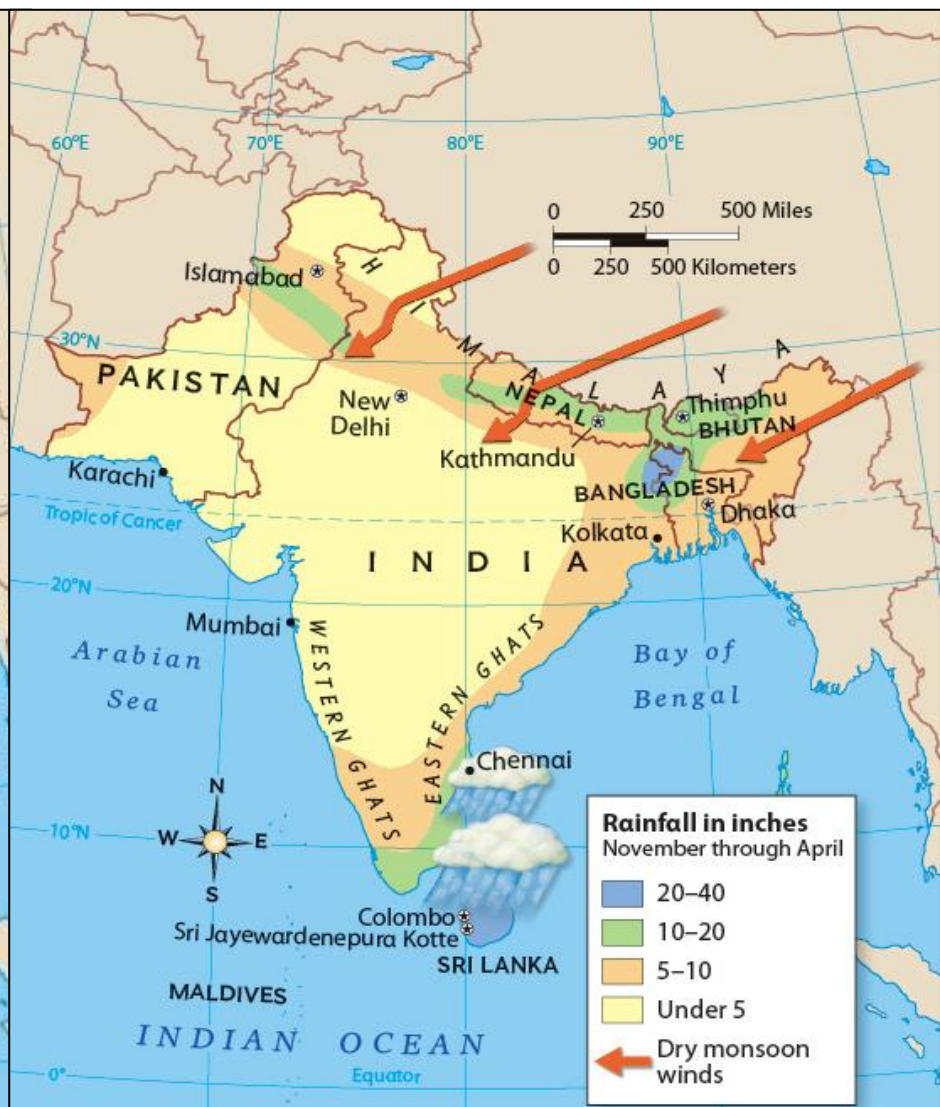 60°E
70°E
80°E
90°E
0 250 500 Miles
0 250 500 Kilometers
Islamabad
HIMALAYA
30°N
PAKISTAN
New
Delhi
NEPAL
Thimphu
BHUTAN
Kathmandu
Karachi
BANGLADESH
Dhaka
Tropic of Cancer
Kolkata
INDIA
20°N
Mumbai
Arabian
Sea
WESTERN GHATS
EASTERN GHATS
Bay of
Bengal
Chennai
N
W E
S
10°N
Colombo
Sri Jayewardenepura Kotte
SRI LANKA
MALDIVES
INDIAN OCEAN
0°
Equator
Rainfall in inches
November through April
20–40
10–20
5–10
Under 5
Dry monsoon
winds